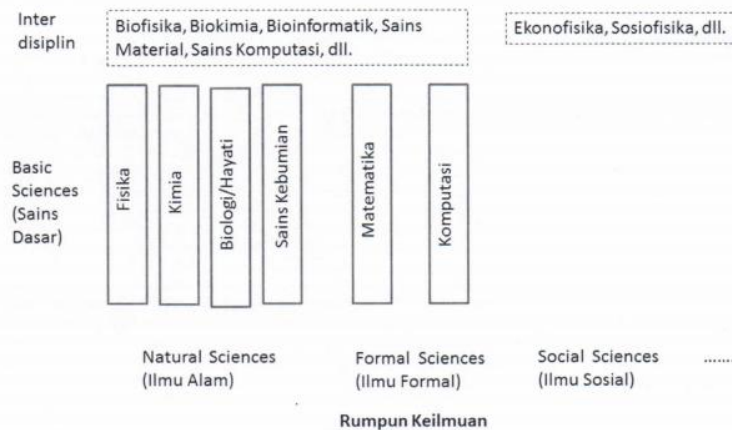 Inter
disiplin
Biofisika, Biokimia, Bioinformatik, Sains
Material, Sains Komputasi, dll.
Ekonofisika, Sosiofisika, dll.
Basic
Sciences
(Sains
Dasar)
Fisika
Kimia
Biologi/Hayati
Sains Kebumian
Matematika
Komputasi
Natural Sciences
(Ilmu Alam)
Formal Sciences
(Ilmu Formal)
Social Sciences
(Ilmu Sosial)
.......
Rumpun Keilmuan